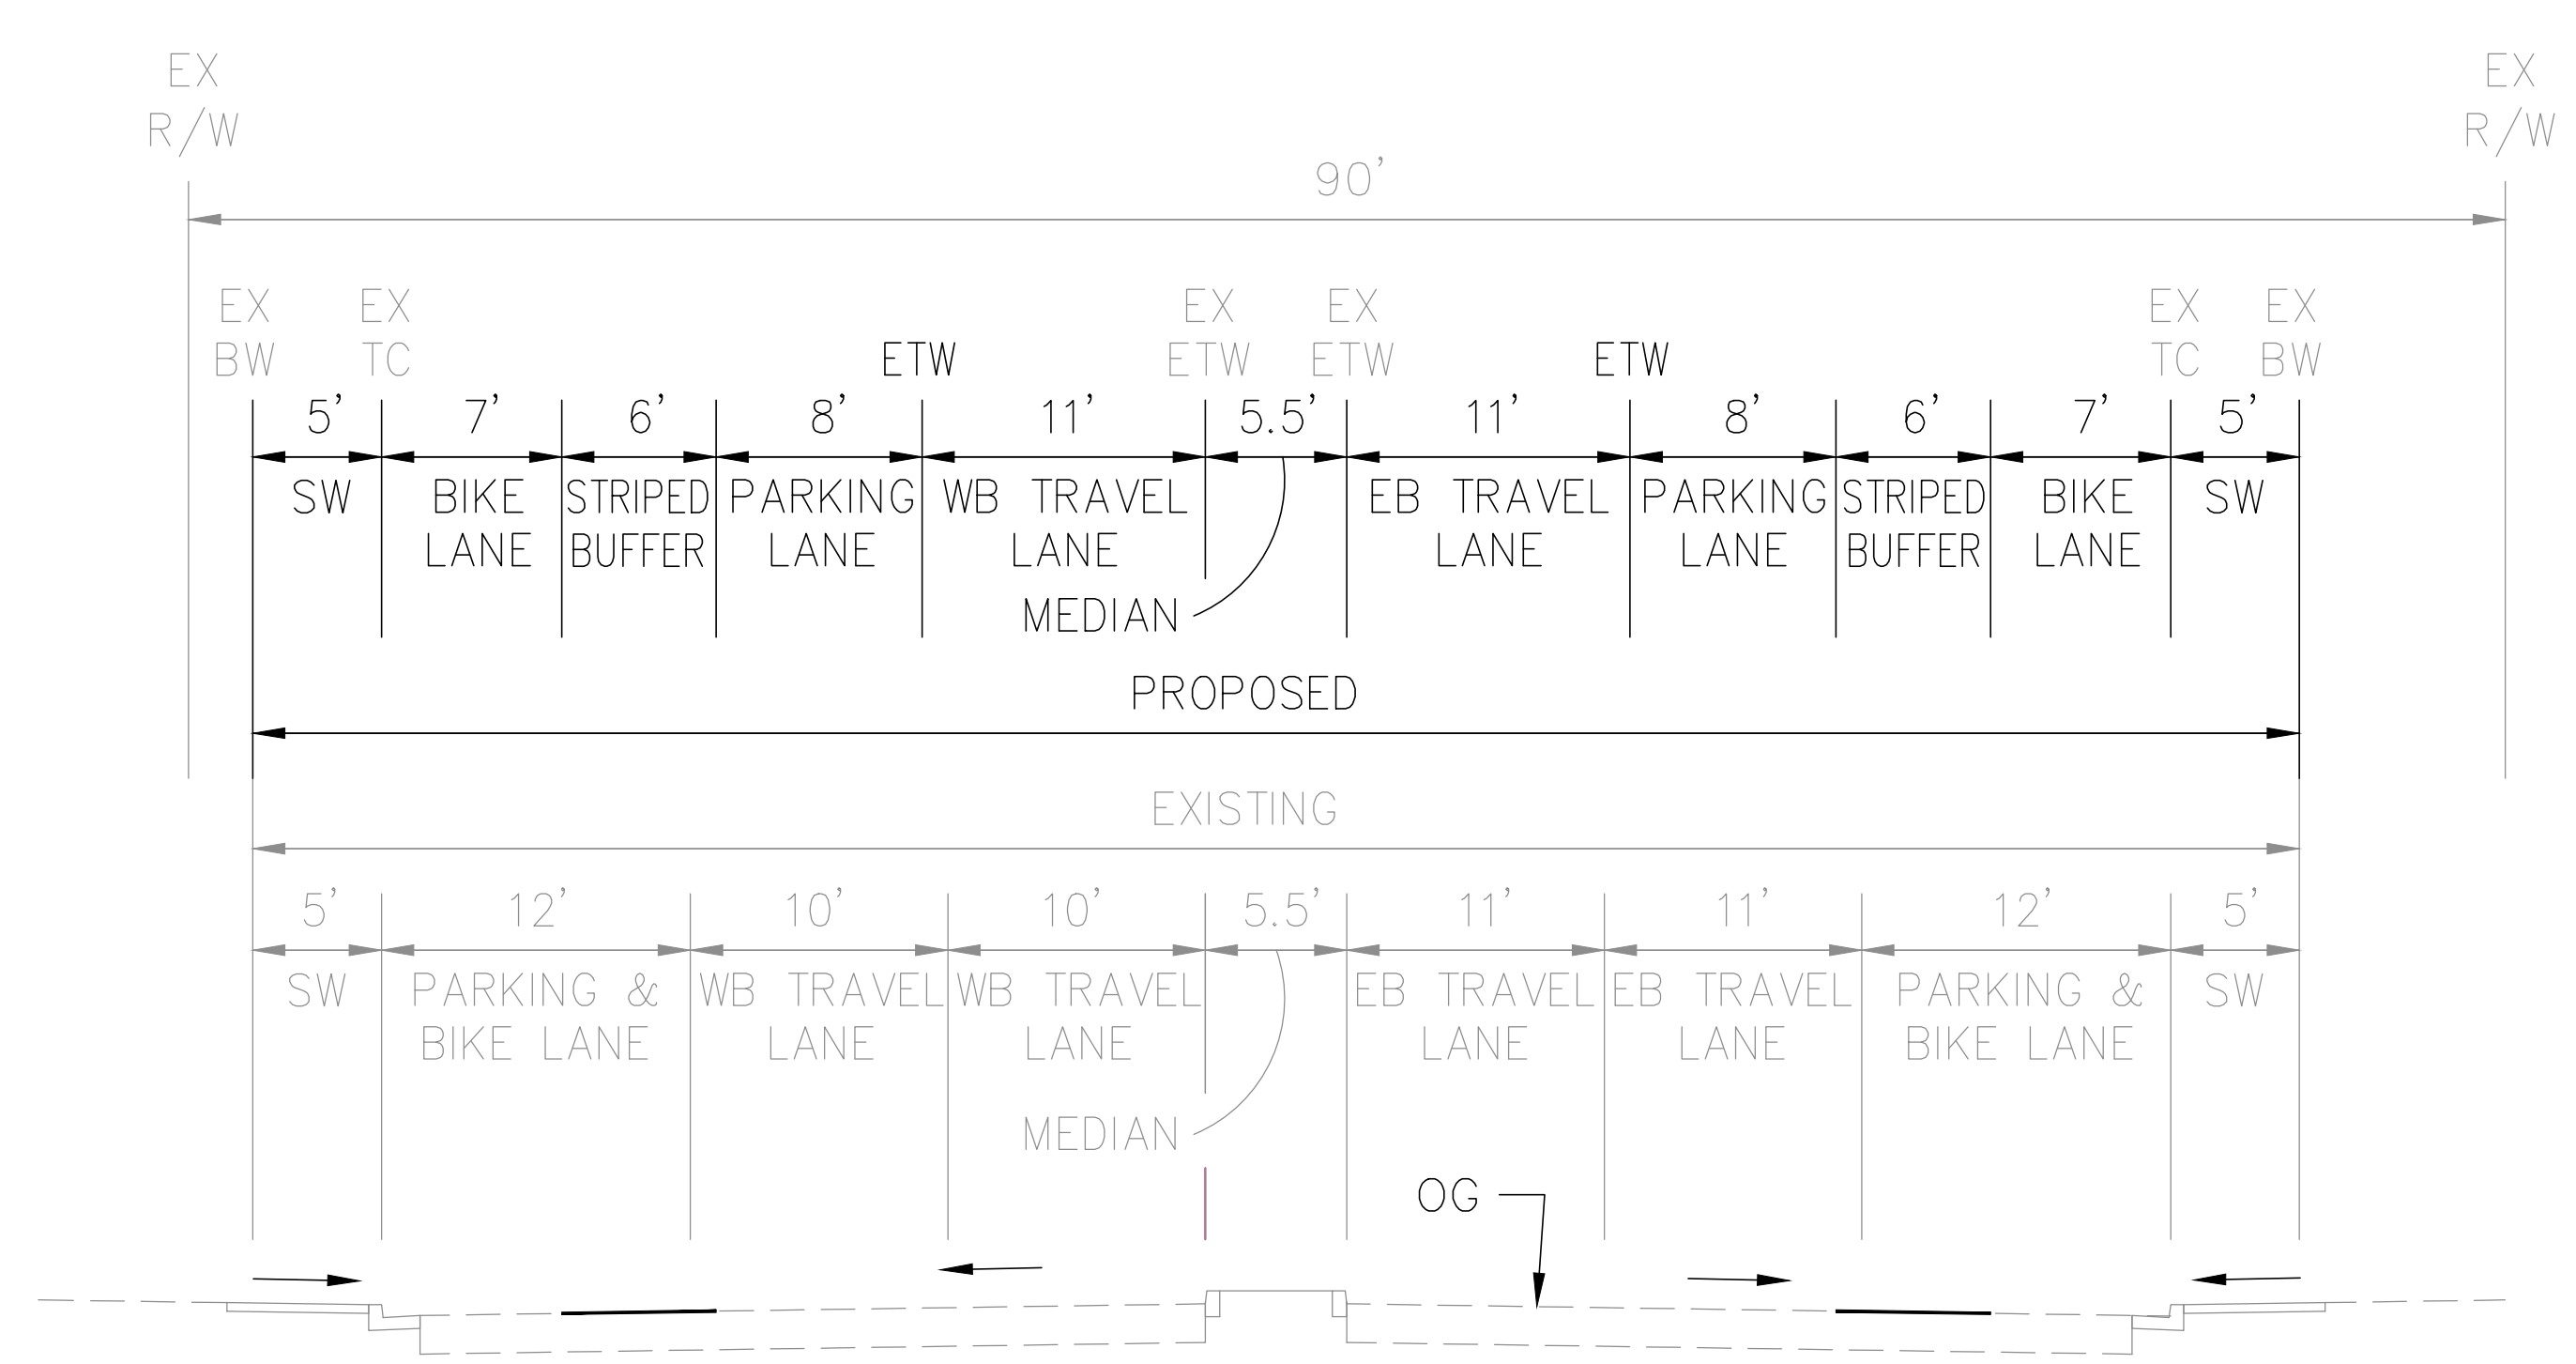 EX EX
R/W R/W
90'
EX EX EX EX EX EX
BW TC ETW ETW ETW ETW TC BW
5' 7' 6' 8' 11' 5.5' 11' 8' 6' 7' 5'
SW BIKE STRIPED PARKING WB TRAVEL EB TRAVEL PARKING STRIPED BIKE SW
LANE BUFFER LANE LANE LANE LANE BUFFER LANE
MEDIAN
PROPOSED
EXISTING
5' 12' 10' 10' 5.5' 11' 11' 12' 5'
SW PARKING & WB TRAVEL WB TRAVEL EB TRAVEL EB TRAVEL PARKING & SW
BIKE LANE LANE LANE LANE LANE BIKE LANE
MEDIAN
OG